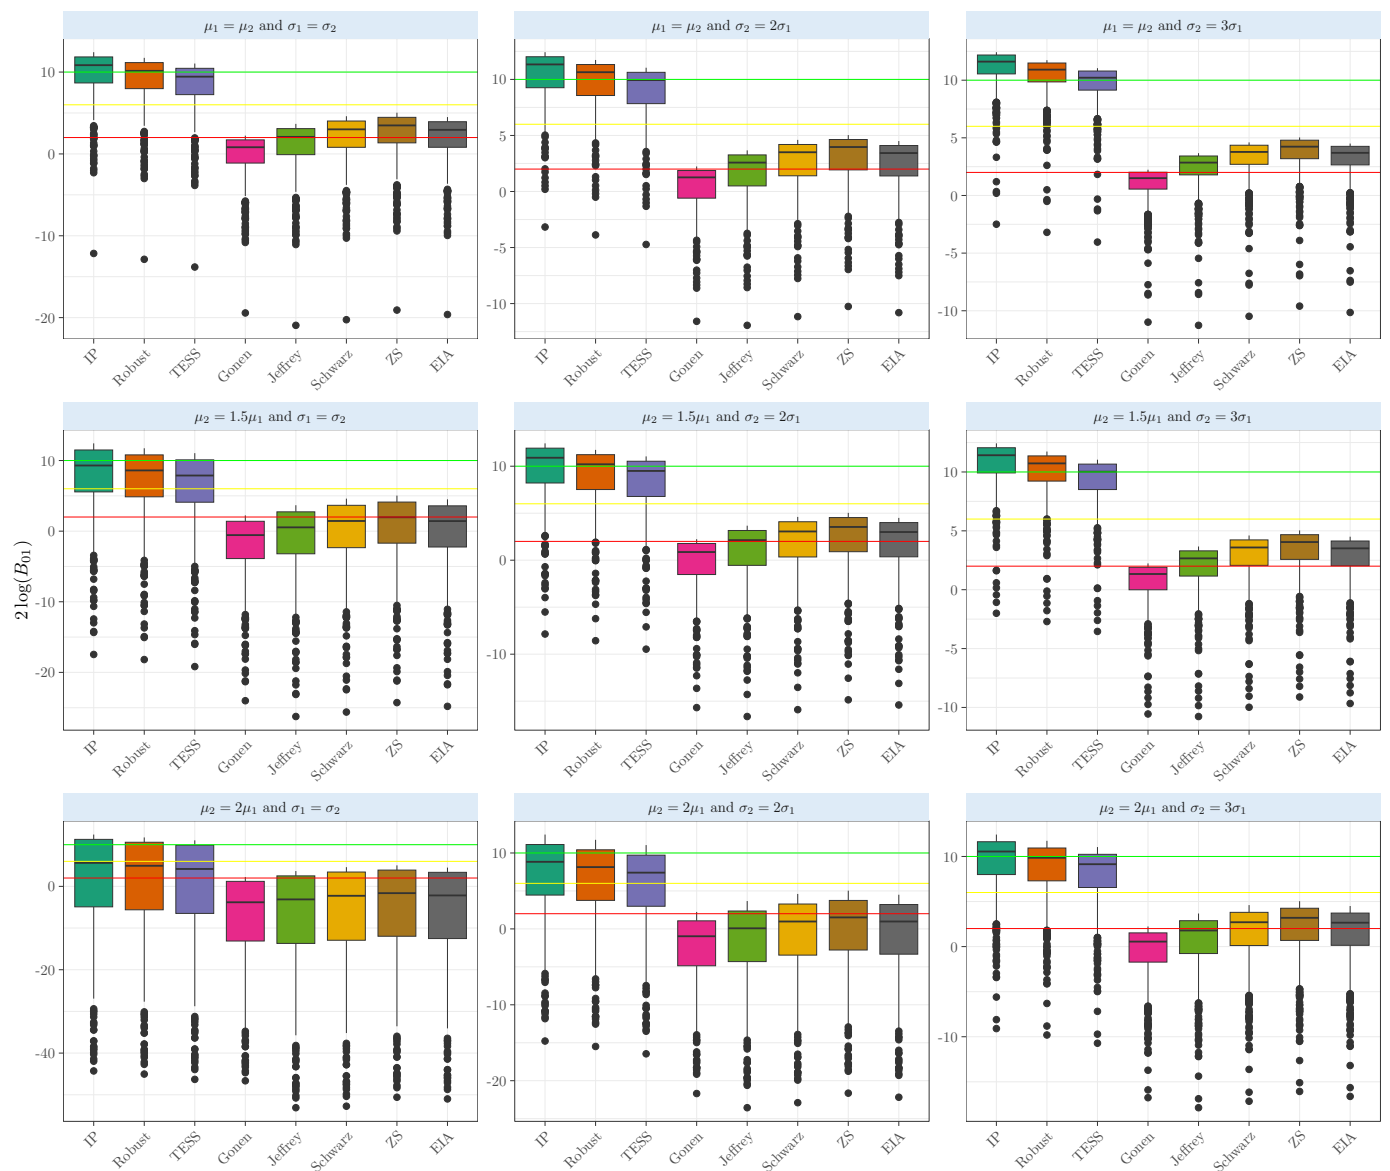 μ₁ = μ₂ and σ₁ = σ₂
μ₁ = μ₂ and σ₂ = 2σ₁
μ₁ = μ₂ and σ₂ = 3σ₁
10
0
-10
-20
10
5
0
-5
-10
10
5
0
-5
-10
IP Robust TESS Gonen Jeffrey Schwarz ZS EIA
IP Robust TESS Gonen Jeffrey Schwarz ZS EIA
IP Robust TESS Gonen Jeffrey Schwarz ZS EIA
2 log(B₀₁)
μ₂ = 1.5μ₁ and σ₁ = σ₂
μ₂ = 1.5μ₁ and σ₂ = 2σ₁
μ₂ = 1.5μ₁ and σ₂ = 3σ₁
10
0
-10
-20
10
0
-10
10
5
0
-5
-10
IP Robust TESS Gonen Jeffrey Schwarz ZS EIA
IP Robust TESS Gonen Jeffrey Schwarz ZS EIA
IP Robust TESS Gonen Jeffrey Schwarz ZS EIA
μ₂ = 2μ₁ and σ₁ = σ₂
μ₂ = 2μ₁ and σ₂ = 2σ₁
μ₂ = 2μ₁ and σ₂ = 3σ₁
0
-20
-40
10
0
-10
-20
10
0
-10
IP Robust TESS Gonen Jeffrey Schwarz ZS EIA
IP Robust TESS Gonen Jeffrey Schwarz ZS EIA
IP Robust TESS Gonen Jeffrey Schwarz ZS EIA